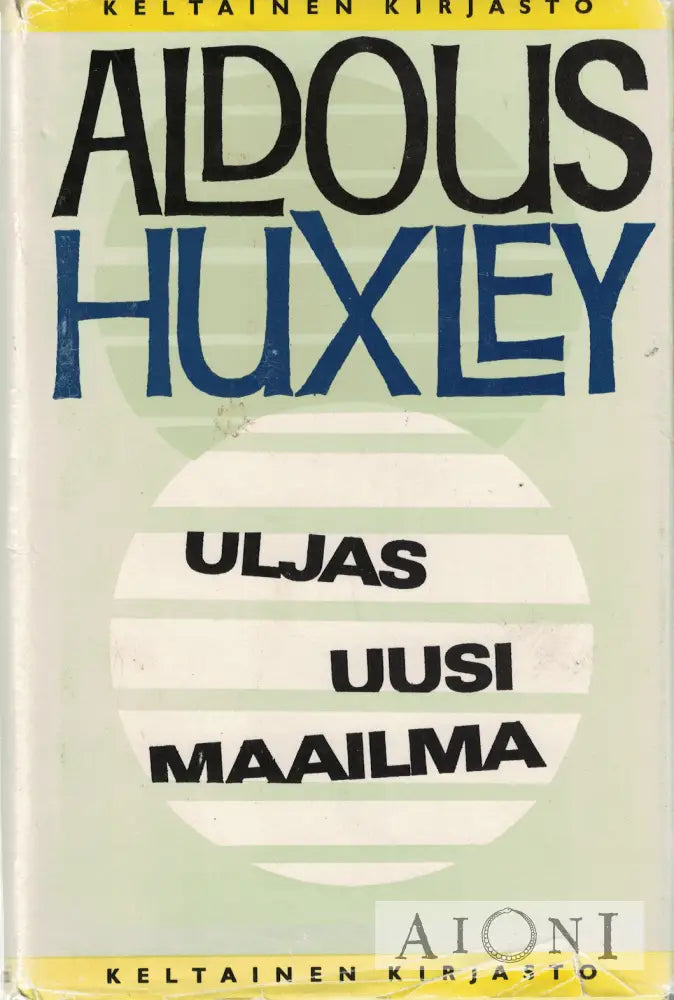 KELTAINEN KIRJASTO
ALDOUS
HUXLEY
ULJAS
UUSI
MAAILMA
AIONI
KELTAINEN KIRJASTO